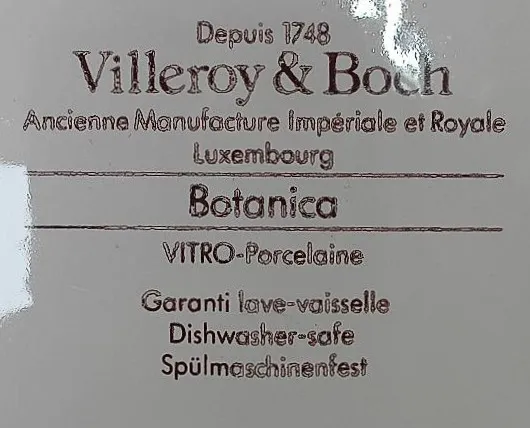 Depuis 1748
Villeroy & Boch
Ancienne Manufacture Impériale et Royale
Luxembourg
Botanica
VITRO-Porcelaine
Garanti lave-vaisselle
Dishwasher-safe
Spülmaschinenfest